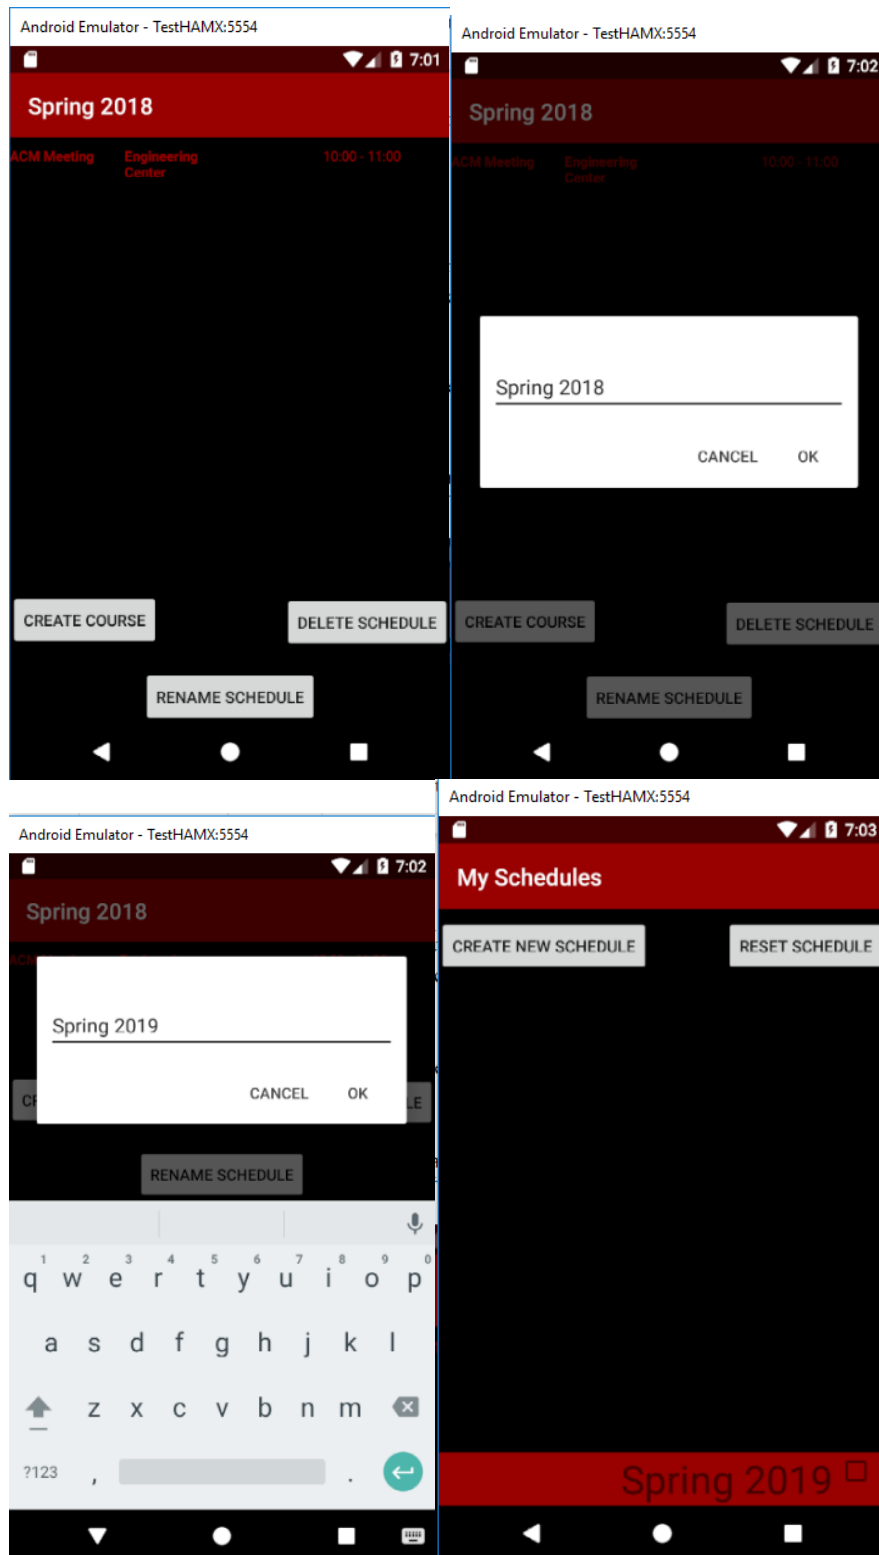 Android Emulator - TestHAMX:5554
7:01
Spring 2018
ACM Meeting Engineering Center 10:00 - 11:00
CREATE COURSE DELETE SCHEDULE
RENAME SCHEDULE
Android Emulator - TestHAMX:5554
7:02
Spring 2018
ACM Meeting Engineering Center 10:00 - 11:00
Spring 2018
CANCEL OK
CREATE COURSE DELETE SCHEDULE
RENAME SCHEDULE
Android Emulator - TestHAMX:5554
7:02
Spring 2018
Spring 2019
CANCEL OK
RENAME SCHEDULE
1 2 3 4 5 6 7 8 9 0
q w e r t y u i o p
a s d f g h j k l
z x c v b n m
?123 , .
Android Emulator - TestHAMX:5554
7:03
My Schedules
CREATE NEW SCHEDULE RESET SCHEDULE
Spring 2019